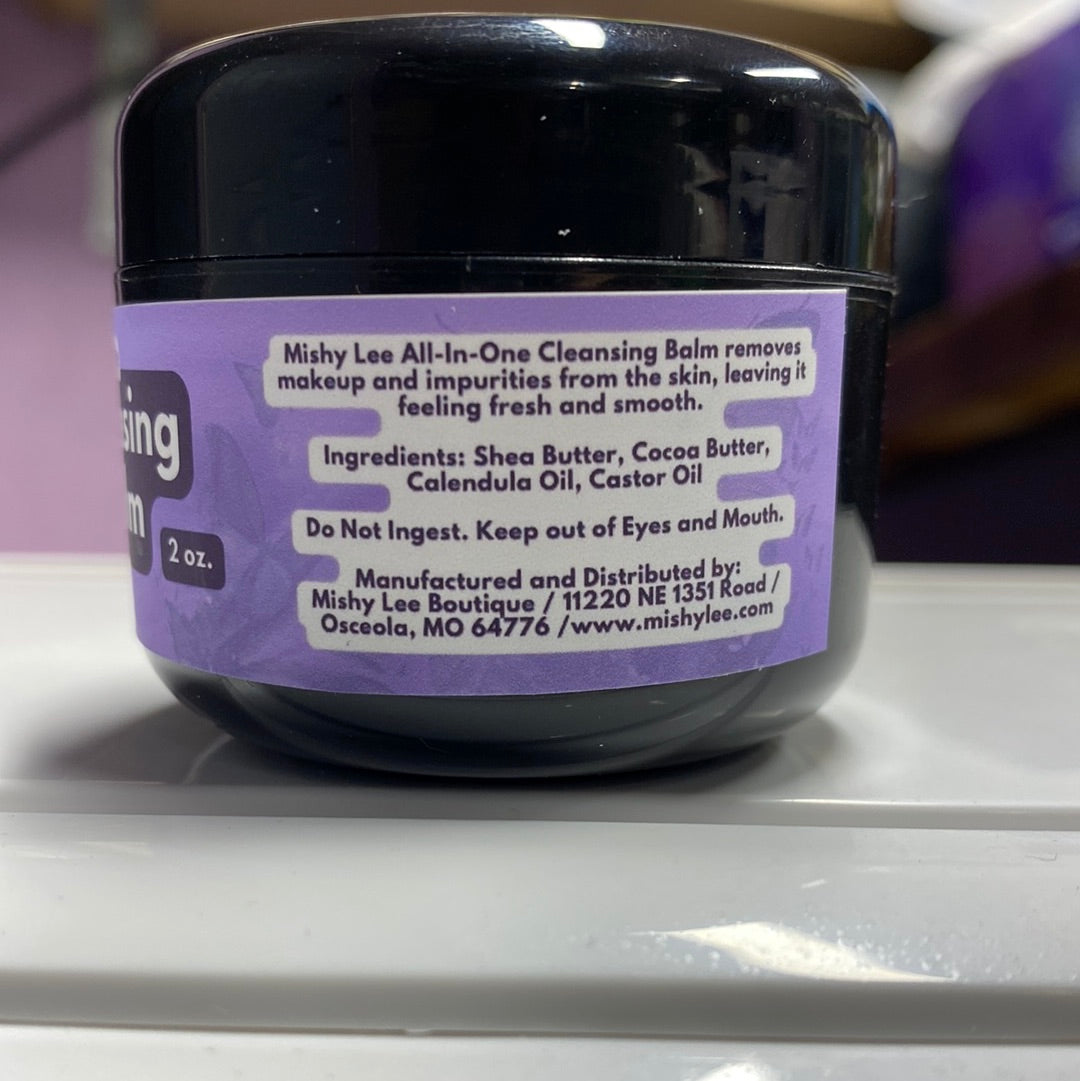 sing
m
2 oz.
Mishy Lee All-In-One Cleansing Balm removes
makeup and impurities from the skin, leaving it
feeling fresh and smooth.
Ingredients: Shea Butter, Cocoa Butter,
Calendula Oil, Castor Oil
Do Not Ingest. Keep out of Eyes and Mouth.
Manufactured and Distributed by:
Mishy Lee Boutique / 11220 NE 1351 Road /
Osceola, MO 64776 /www.mishylee.com